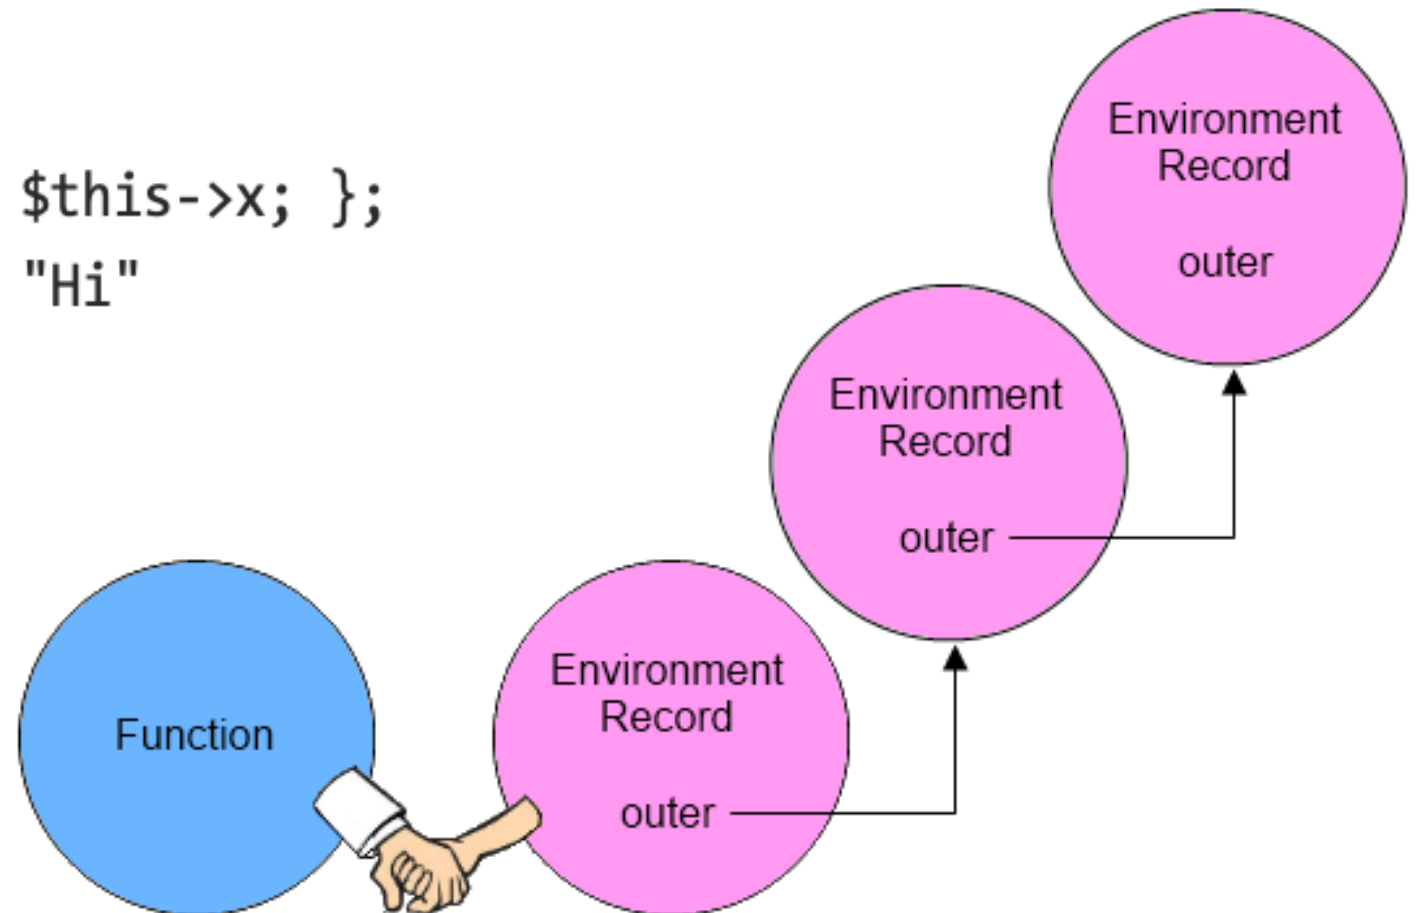 $this->x; };
"Hi"
Environment
Record
outer
Environment
Record
outer
Function
Environment
Record
outer